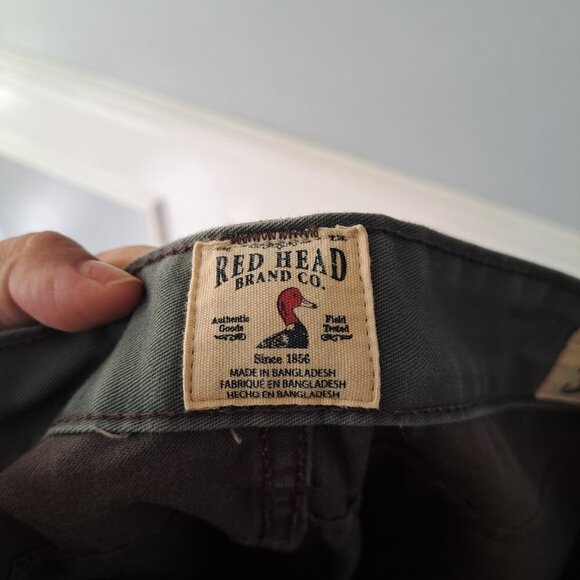 RED HEAD
BRAND CO.
Authentic
Goods
Field
Tested
Since 1856
MADE IN BANGLADESH
FABRIQUÉ EN BANGLADESH
HECHO EN BANGLADESH